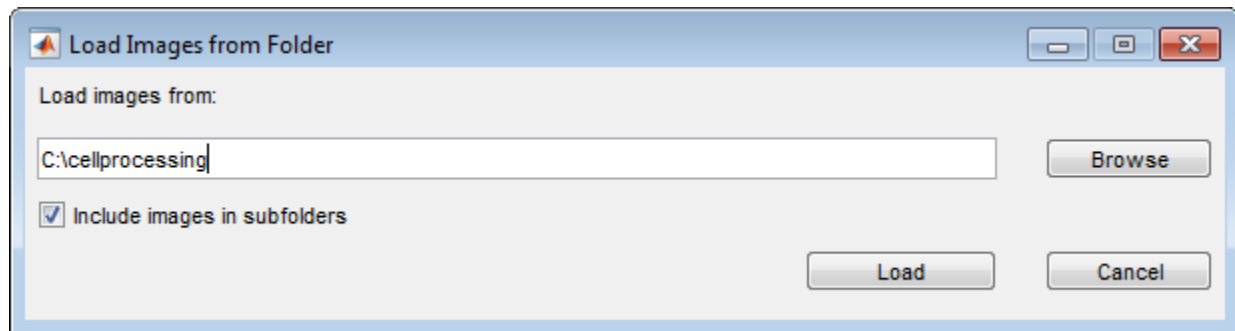 Load Images from Folder
Load images from:
C:\cellprocessing
Browse
Include images in subfolders
Load
Cancel